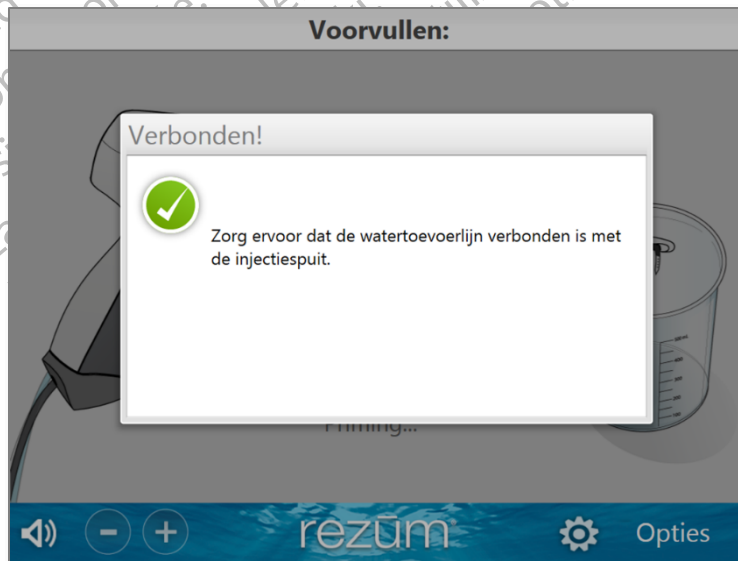 Voorvullen:
Verbonden!
Zorg ervoor dat de watertoevoerlijn verbonden is met
de injectiespuit.
Priming...
rezūm
Opties